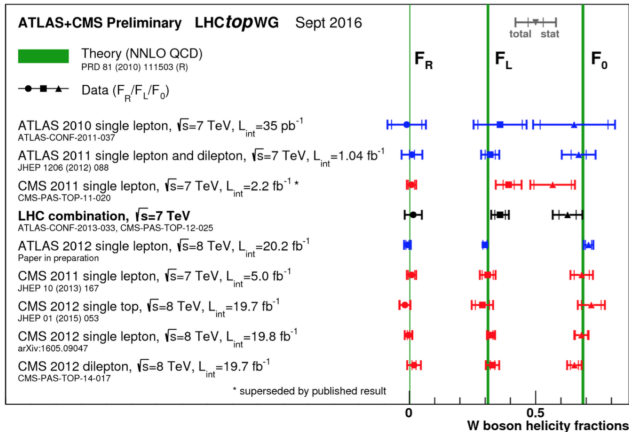 ATLAS+CMS Preliminary LHCtopWG Sept 2016
total stat
Theory (NNLO QCD)
PRD 81 (2010) 111503 (R)
F_R F_L F_0
Data (F_R/F_L/F_0)
ATLAS 2010 single lepton, √s=7 TeV, L_int=35 pb⁻¹
ATLAS-CONF-2011-037
ATLAS 2011 single lepton and dilepton, √s=7 TeV, L_int=1.04 fb⁻¹
JHEP 1206 (2012) 088
CMS 2011 single lepton, √s=7 TeV, L_int=2.2 fb⁻¹ *
CMS-PAS-TOP-11-020
LHC combination, √s=7 TeV
ATLAS-CONF-2013-033, CMS-PAS-TOP-12-025
ATLAS 2012 single lepton, √s=8 TeV, L_int=20.2 fb⁻¹
Paper in preparation
CMS 2011 single lepton, √s=7 TeV, L_int=5.0 fb⁻¹
JHEP 10 (2013) 167
CMS 2012 single top, √s=8 TeV, L_int=19.7 fb⁻¹
JHEP 01 (2015) 053
CMS 2012 single lepton, √s=8 TeV, L_int=19.8 fb⁻¹
arXiv:1605.09047
CMS 2012 dilepton, √s=8 TeV, L_int=19.7 fb⁻¹
CMS-PAS-TOP-14-017
* superseded by published result
0 0.5 1
W boson helicity fractions